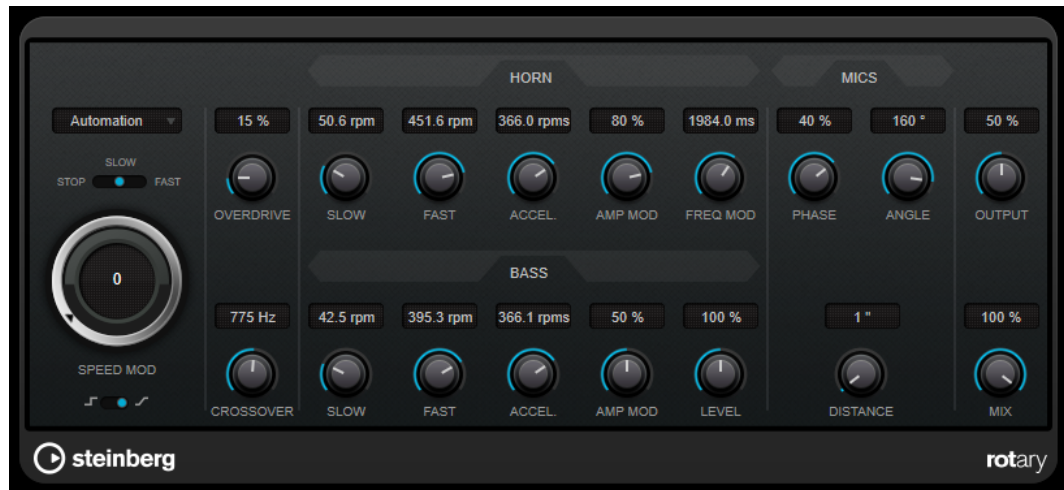 HORN
MICS
Automation
15 %
50.6 rpm
451.6 rpm
366.0 rpms
80 %
1984.0 ms
40 %
160 °
50 %
SLOW
STOP
FAST
OVERDRIVE
SLOW
FAST
ACCEL.
AMP MOD
FREQ MOD
PHASE
ANGLE
OUTPUT
BASS
0
775 Hz
42.5 rpm
395.3 rpm
366.1 rpms
50 %
100 %
1 "
100 %
SPEED MOD
CROSSOVER
SLOW
FAST
ACCEL.
AMP MOD
LEVEL
DISTANCE
MIX
steinberg
rotary